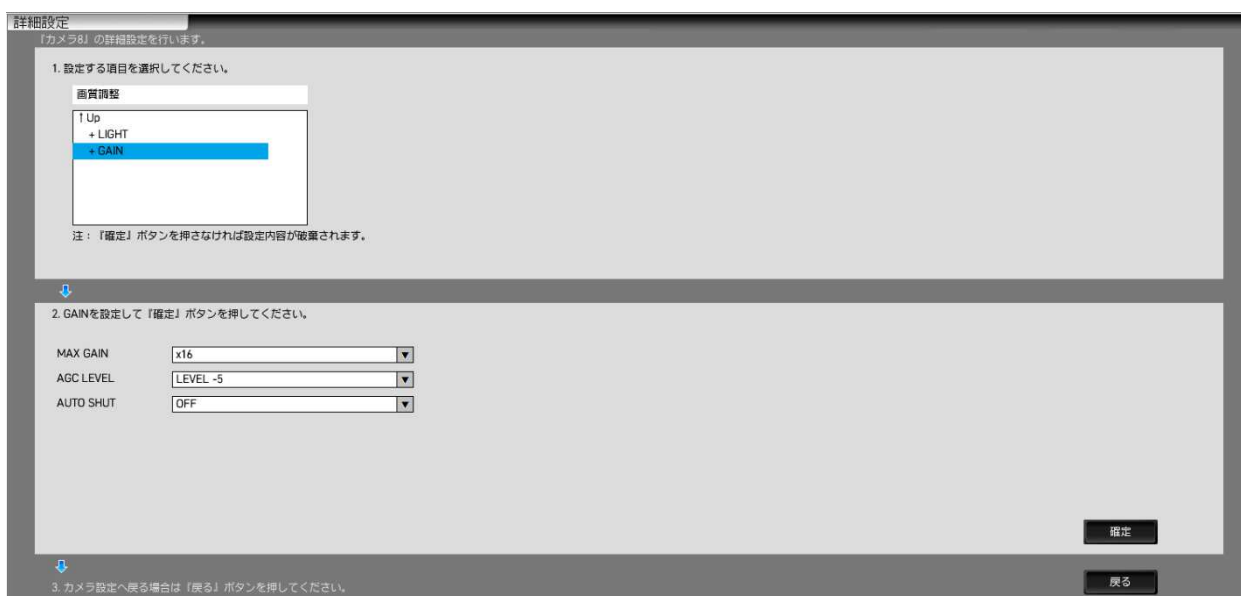 詳細設定
『カメラ8』の詳細設定を行います。
1. 設定する項目を選択してください。
画質調整
↑Up
+ LIGHT
+ GAIN
注：『確定』ボタンを押さなければ設定内容が破棄されます。
2. GAINを設定して『確定』ボタンを押してください。
MAX GAIN x16
AGC LEVEL LEVEL -5
AUTO SHUT OFF
確定
3. カメラ設定へ戻る場合は『戻る』ボタンを押してください。
戻る